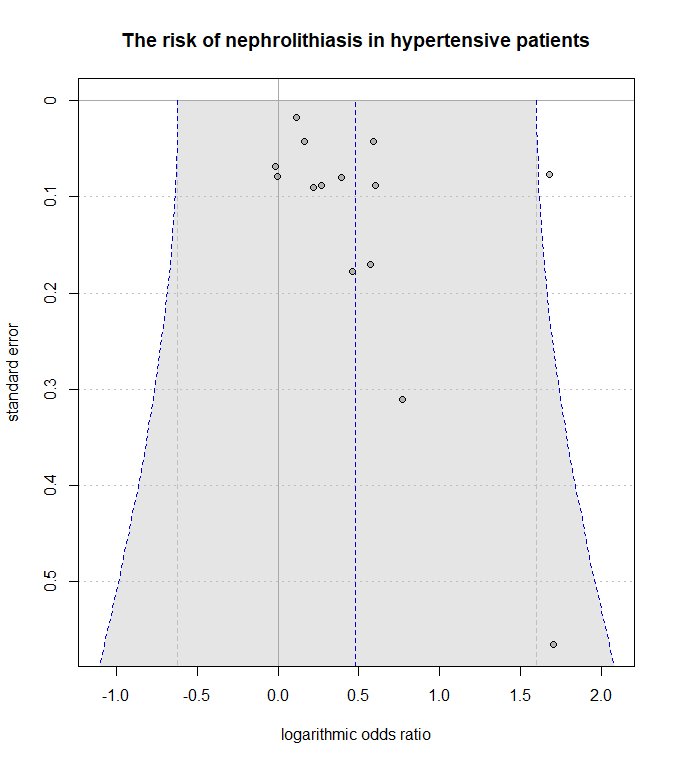 The risk of nephrolithiasis in hypertensive patients
0
0.1
0.2
0.3
0.4
0.5
standard error
-1.0 -0.5 0.0 0.5 1.0 1.5 2.0
logarithmic odds ratio